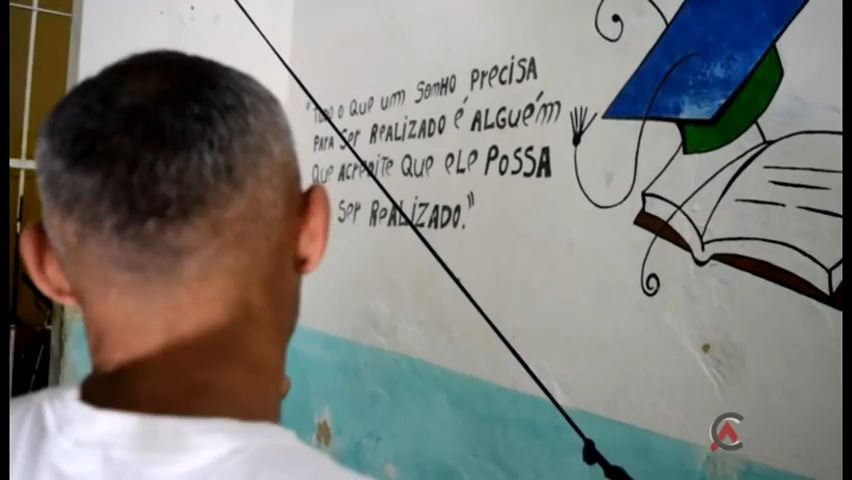 "Tudo o que um sonho precisa
para ser realizado é alguém
que acredite que ele possa
ser realizado."